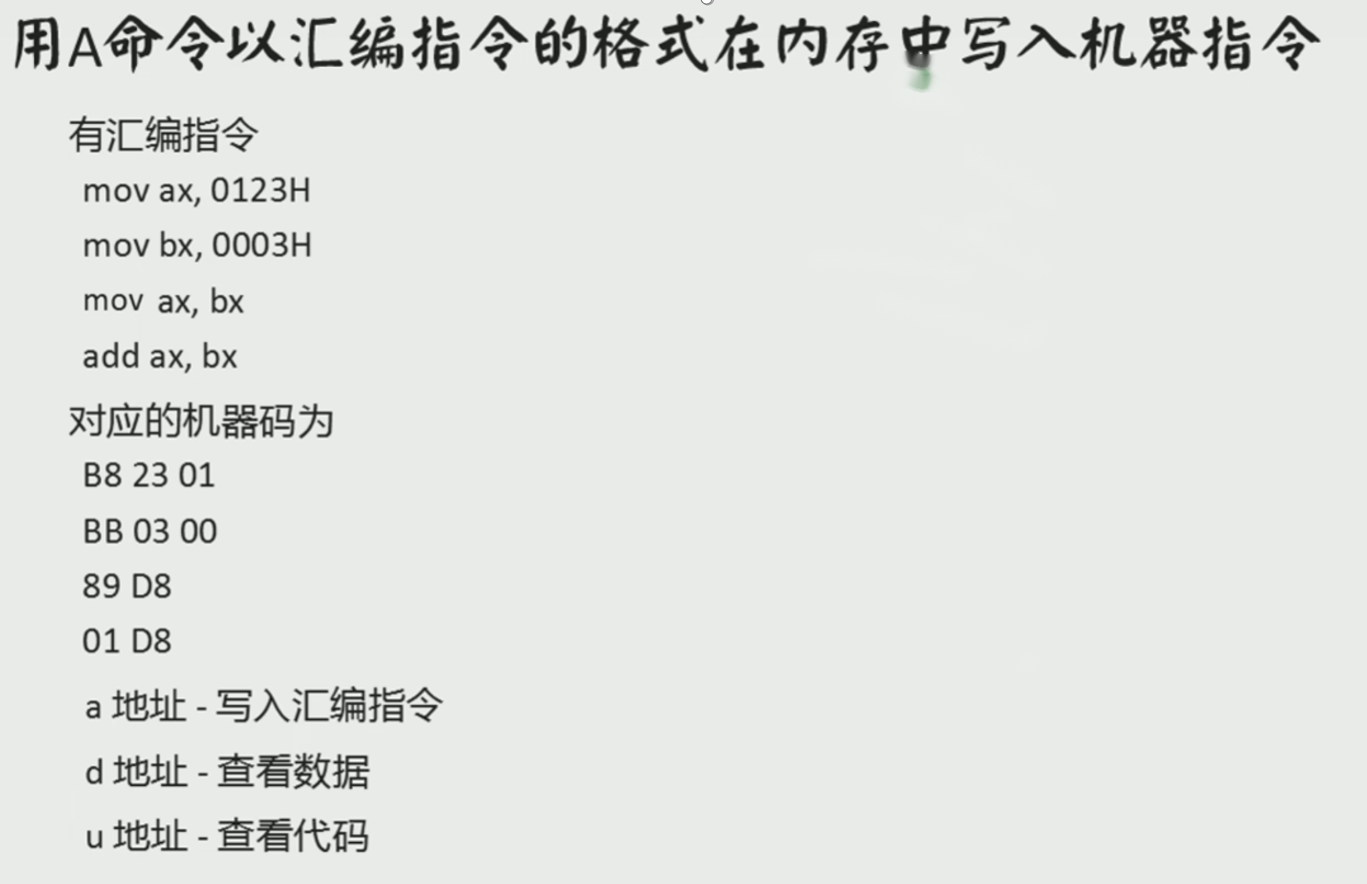 用A命令以汇编指令的格式在内存中写入机器指令
有汇编指令
mov ax, 0123H
mov bx, 0003H
mov ax, bx
add ax, bx
对应的机器码为
B8 23 01
BB 03 00
89 D8
01 D8
a 地址 - 写入汇编指令
d 地址 - 查看数据
u 地址 - 查看代码